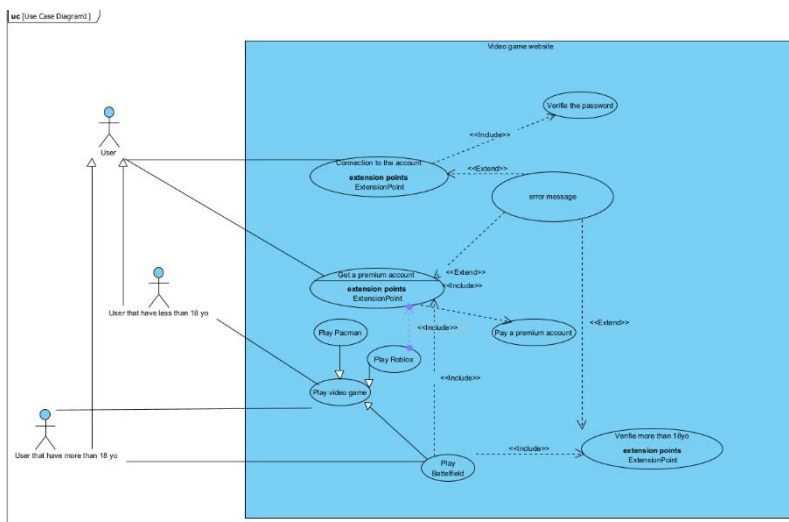 uc [Use Case Diagram1]
Video game website
Verifie the password
<<Include>>
User
Connection to the account
extension points
ExtensionPoint
<<Extend>>
error message
Get a premium account
extension points
ExtensionPoint
<<Extend>>
<<Include>>
User that have less than 18 yo
Play Pacman
<<Include>>
Pay a premium account
<<Extend>>
Play Roblox
Play video game
<<Include>>
User that have more than 18 yo
Verifie more than 18yo
extension points
ExtensionPoint
<<Include>>
Play
Battelfield